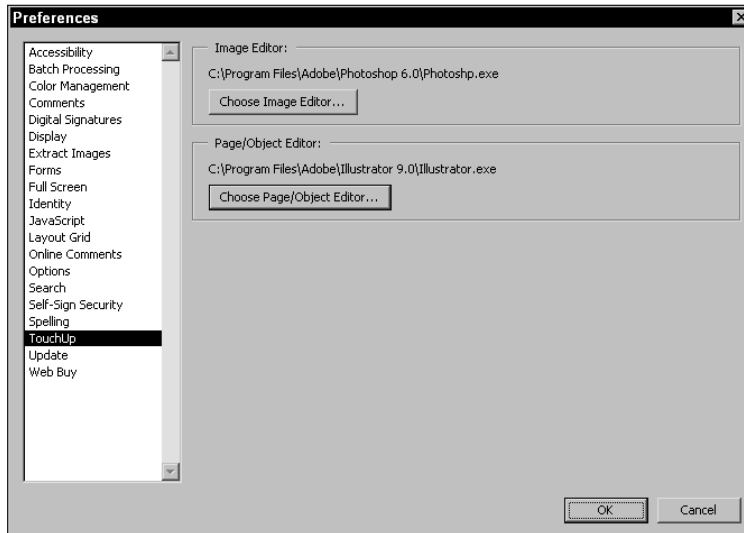 Preferences
Accessibility
Batch Processing
Color Management
Comments
Digital Signatures
Display
Extract Images
Forms
Full Screen
Identity
JavaScript
Layout Grid
Online Comments
Options
Search
Self-Sign Security
Spelling
TouchUp
Update
Web Buy
Image Editor:
C:\Program Files\Adobe\Photoshop 6.0\Photoshp.exe
Choose Image Editor...
Page/Object Editor:
C:\Program Files\Adobe\Illustrator 9.0\Illustrator.exe
Choose Page/Object Editor...
OK
Cancel